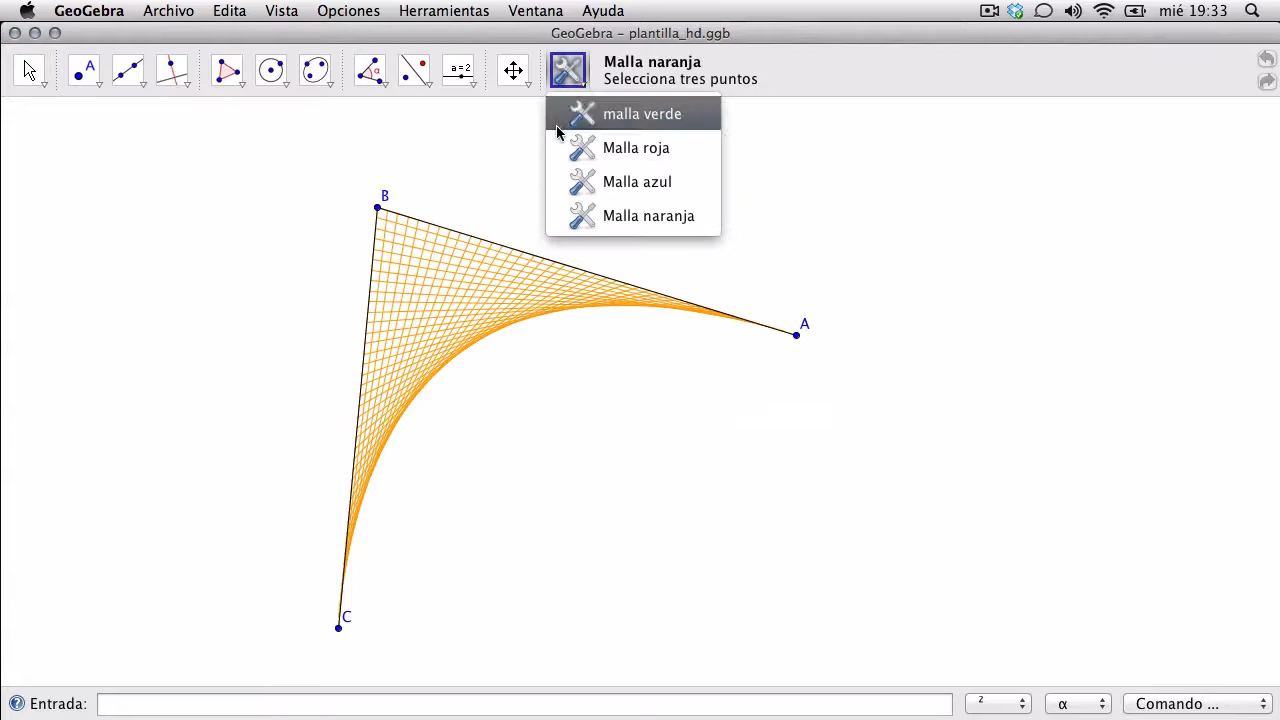 GeoGebra Archivo Edita Vista Opciones Herramientas Ventana Ayuda mié 19:33
GeoGebra - plantilla_hd.ggb
A
α
a=2
Malla naranja
Selecciona tres puntos
malla verde
Malla roja
Malla azul
Malla naranja
B
A
C
Entrada: ² α Comando ...